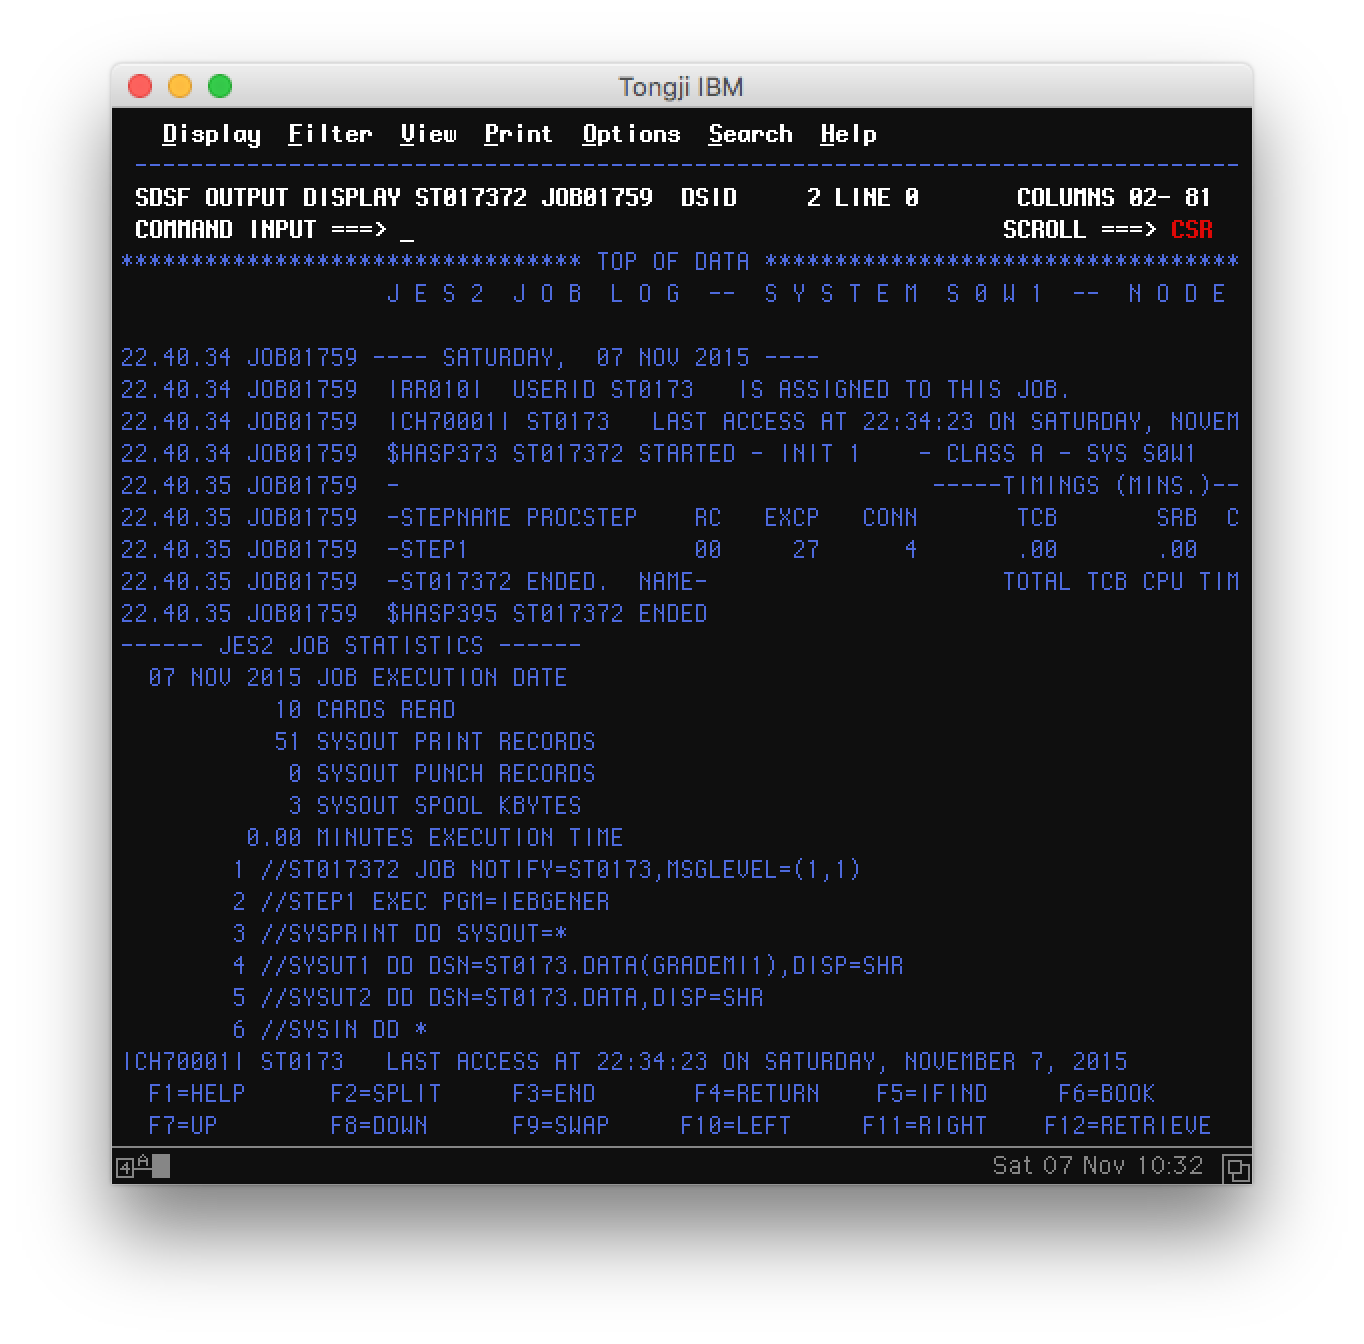 Tongji IBM
Display Filter View Print Options Search Help
-------------------------------------------------------------------------------
SDSF OUTPUT DISPLAY ST017372 JOB01759  DSID     2 LINE 0       COLUMNS 02- 81
COMMAND INPUT ===> _                                           SCROLL ===> CSR
********************************* TOP OF DATA **********************************
J E S 2  J O B  L O G  --  S Y S T E M  S 0 W 1  --  N O D E
22.40.34 JOB01759 ---- SATURDAY,  07 NOV 2015 ----
22.40.34 JOB01759  IRR010I  USERID ST0173   IS ASSIGNED TO THIS JOB.
22.40.34 JOB01759  ICH70001I ST0173   LAST ACCESS AT 22:34:23 ON SATURDAY, NOVEM
22.40.34 JOB01759  $HASP373 ST017372 STARTED - INIT 1    - CLASS A - SYS S0W1
22.40.35 JOB01759  -                                      -----TIMINGS (MINS.)--
22.40.35 JOB01759  -STEPNAME PROCSTEP    RC   EXCP   CONN       TCB       SRB  C
22.40.35 JOB01759  -STEP1                00     27      4       .00       .00
22.40.35 JOB01759  -ST017372 ENDED.  NAME-                     TOTAL TCB CPU TIM
22.40.35 JOB01759  $HASP395 ST017372 ENDED
------ JES2 JOB STATISTICS ------
07 NOV 2015 JOB EXECUTION DATE
10 CARDS READ
51 SYSOUT PRINT RECORDS
0 SYSOUT PUNCH RECORDS
3 SYSOUT SPOOL KBYTES
0.00 MINUTES EXECUTION TIME
1 //ST017372 JOB NOTIFY=ST0173,MSGLEVEL=(1,1)
2 //STEP1 EXEC PGM=IEBGENER
3 //SYSPRINT DD SYSOUT=*
4 //SYSUT1 DD DSN=ST0173.DATA(GRADEMI1),DISP=SHR
5 //SYSUT2 DD DSN=ST0173.DATA,DISP=SHR
6 //SYSIN DD *
ICH70001I ST0173   LAST ACCESS AT 22:34:23 ON SATURDAY, NOVEMBER 7, 2015
F1=HELP      F2=SPLIT     F3=END       F4=RETURN    F5=IFIND     F6=BOOK
F7=UP        F8=DOWN      F9=SWAP     F10=LEFT     F11=RIGHT    F12=RETRIEVE
4 A Sat 07 Nov 10:32